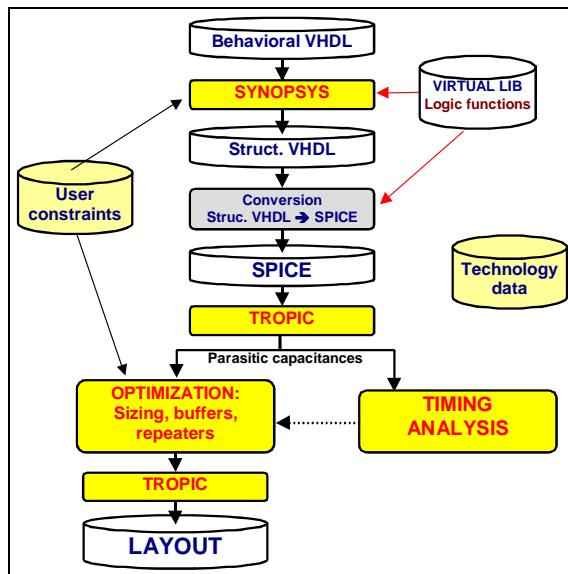 Behavioral VHDL
SYNOPSYS
VIRTUAL LIB
Logic functions
Struct. VHDL
User
constraints
Conversion
Struc. VHDL ➔ SPICE
SPICE
Technology
data
TROPIC
Parasitic capacitances
OPTIMIZATION:
Sizing, buffers,
repeaters
TIMING
ANALYSIS
TROPIC
LAYOUT